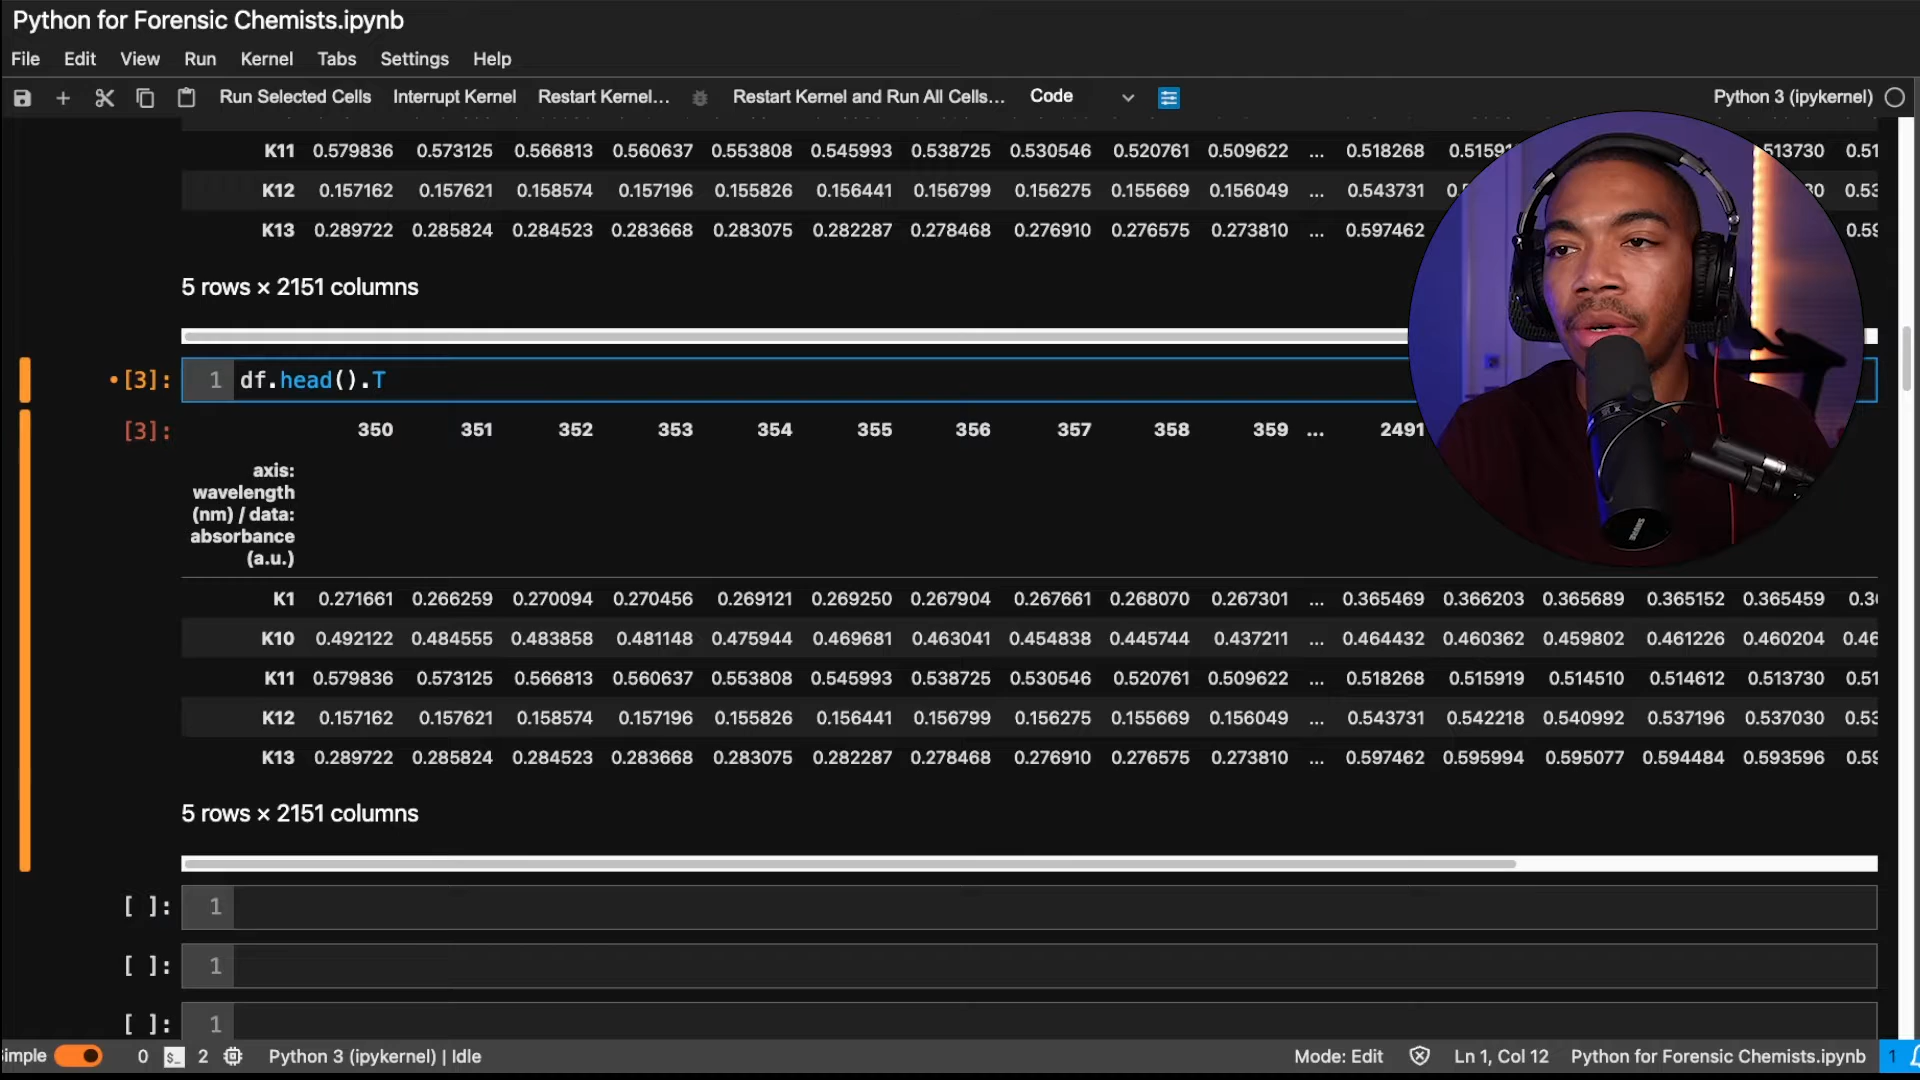 Python for Forensic Chemists.ipynb
File Edit View Run Kernel Tabs Settings Help
Run Selected Cells Interrupt Kernel Restart Kernel... Restart Kernel and Run All Cells... Code Python 3 (ipykernel)
K11 0.579836 0.573125 0.566813 0.560637 0.553808 0.545993 0.538725 0.530546 0.520761 0.509622 ... 0.518268
K12 0.157162 0.157621 0.158574 0.157196 0.155826 0.156441 0.156799 0.156275 0.155669 0.156049 ... 0.543731
K13 0.289722 0.285824 0.284523 0.283668 0.283075 0.282287 0.278468 0.276910 0.276575 0.273810 ... 0.597462
5 rows × 2151 columns
[3]: 1 df.head().T
[3]: 350 351 352 353 354 355 356 357 358 359 ... 2491
axis:
wavelength
(nm) / data:
absorbance
(a.u.)
K1 0.271661 0.266259 0.270094 0.270456 0.269121 0.269250 0.267904 0.267661 0.268070 0.267301 ... 0.365469 0.366203 0.365689 0.365152 0.365459
K10 0.492122 0.484555 0.483858 0.481148 0.475944 0.469681 0.463041 0.454838 0.445744 0.437211 ... 0.464432 0.460362 0.459802 0.461226 0.460204
K11 0.579836 0.573125 0.566813 0.560637 0.553808 0.545993 0.538725 0.530546 0.520761 0.509622 ... 0.518268 0.515919 0.514510 0.514612 0.513730
K12 0.157162 0.157621 0.158574 0.157196 0.155826 0.156441 0.156799 0.156275 0.155669 0.156049 ... 0.543731 0.542218 0.540992 0.537196 0.537030
K13 0.289722 0.285824 0.284523 0.283668 0.283075 0.282287 0.278468 0.276910 0.276575 0.273810 ... 0.597462 0.595994 0.595077 0.594484 0.593596
5 rows × 2151 columns
[ ]: 1
[ ]: 1
[ ]: 1
imple 0 $_ 2 Python 3 (ipykernel) | Idle Mode: Edit Ln 1, Col 12 Python for Forensic Chemists.ipynb 1